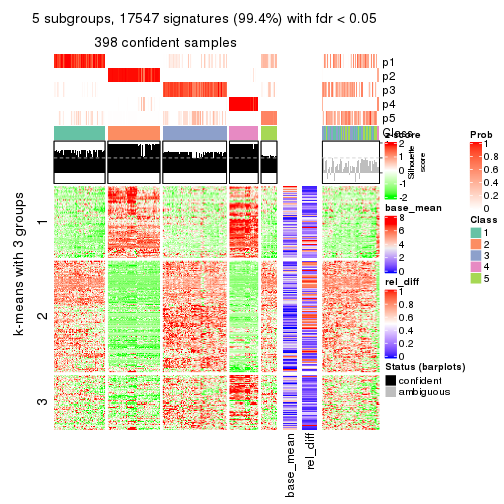 5 subgroups, 17547 signatures (99.4%) with fdr < 0.05
398 confident samples
p1
p2
p3
p4
p5
Class
z-score
2
1
0
-1
-2
Silhouette
score
Prob
1
0.8
0.6
0.4
0.2
0
base_mean
8
6
4
2
0
Class
1
2
3
4
5
rel_diff
1
0.8
0.6
0.4
0.2
0
Status (barplots)
confident
ambiguous
k-means with 3 groups
1
2
3
base_mean
rel_diff